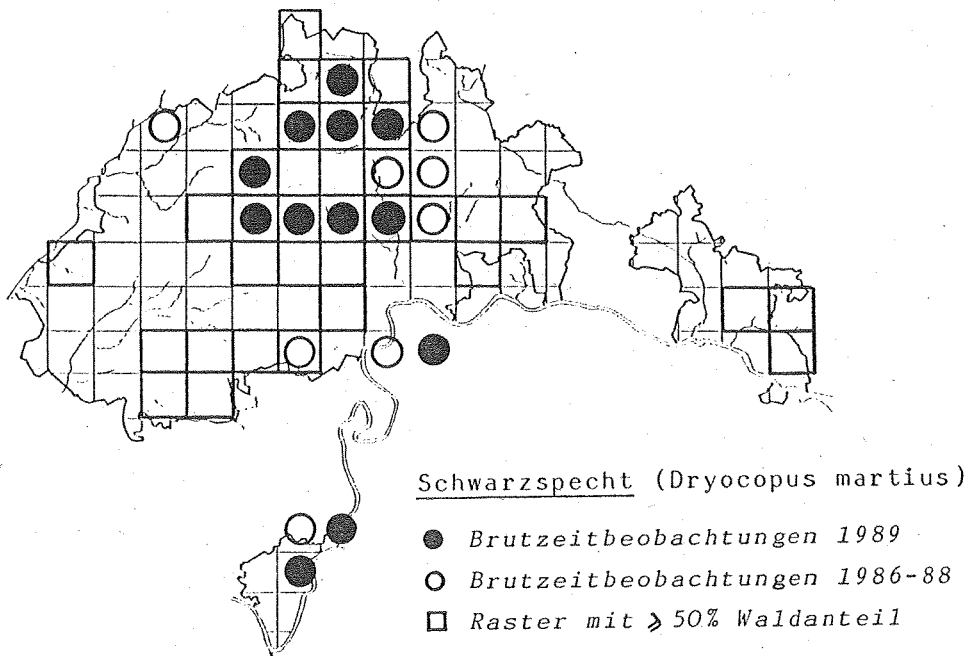 Schwarzspecht (Dryocopus martius)
Brutzeitbeobachtungen 1989
Brutzeitbeobachtungen 1986-88
Raster mit ⩾ 50% Waldanteil